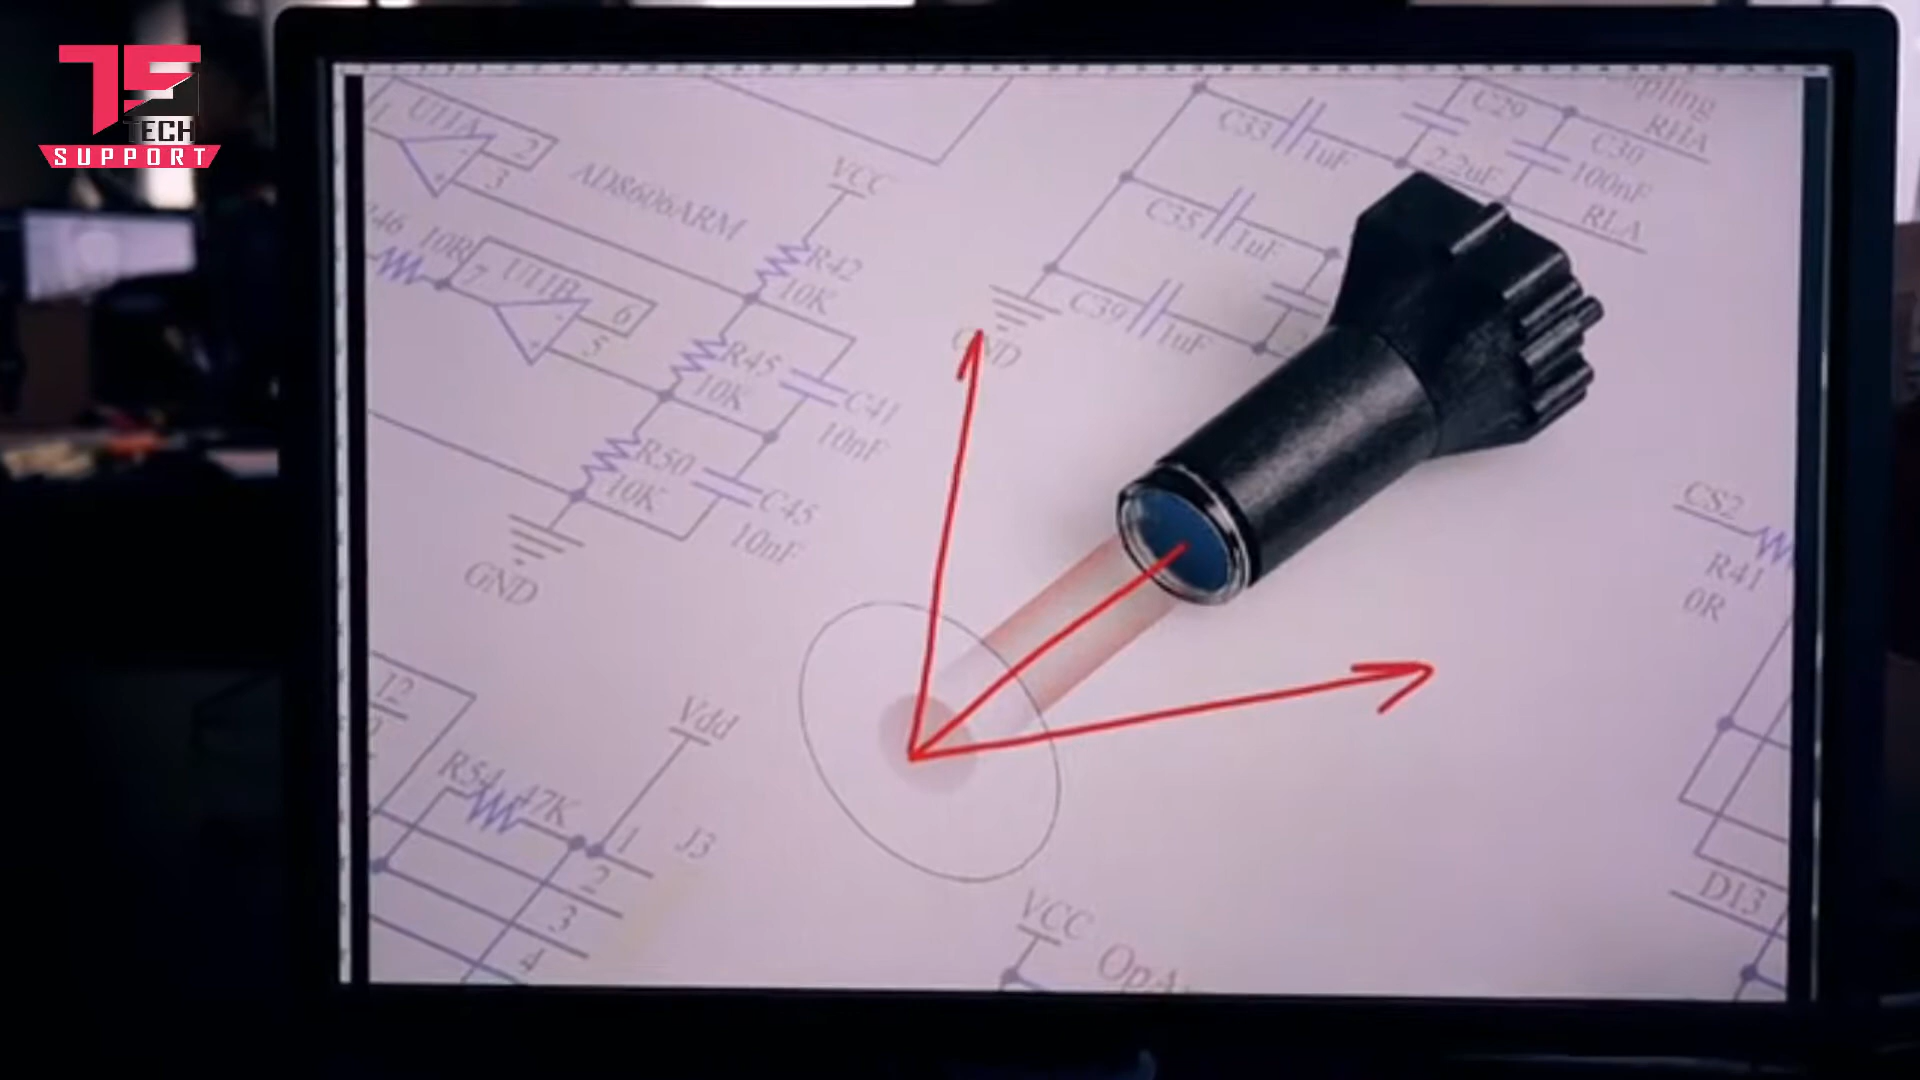 TS
TECH
SUPPORT
U11A
2
3
AD8606ARM
VCC
R42
10K
10R
7
U11B
6
5
R45
10K
C41
10nF
R50
10K
C45
10nF
GND
C33
1uF
C29
2.2uF
C30
100nF
RHA
RLA
C35
1uF
C39
1uF
GND
CS2
R41
0R
12
Vdd
R54
47K
1
J3
2
3
4
VCC
D13